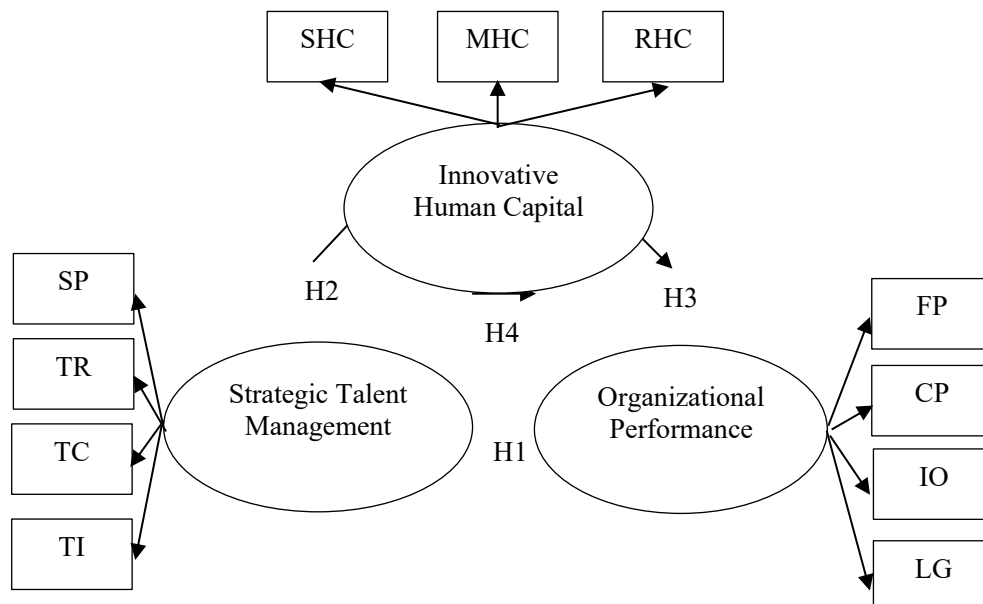 SHC
MHC
RHC
Innovative
Human Capital
SP
TR
TC
TI
H2
H4
H3
Strategic Talent
Management
H1
Organizational
Performance
FP
CP
IO
LG